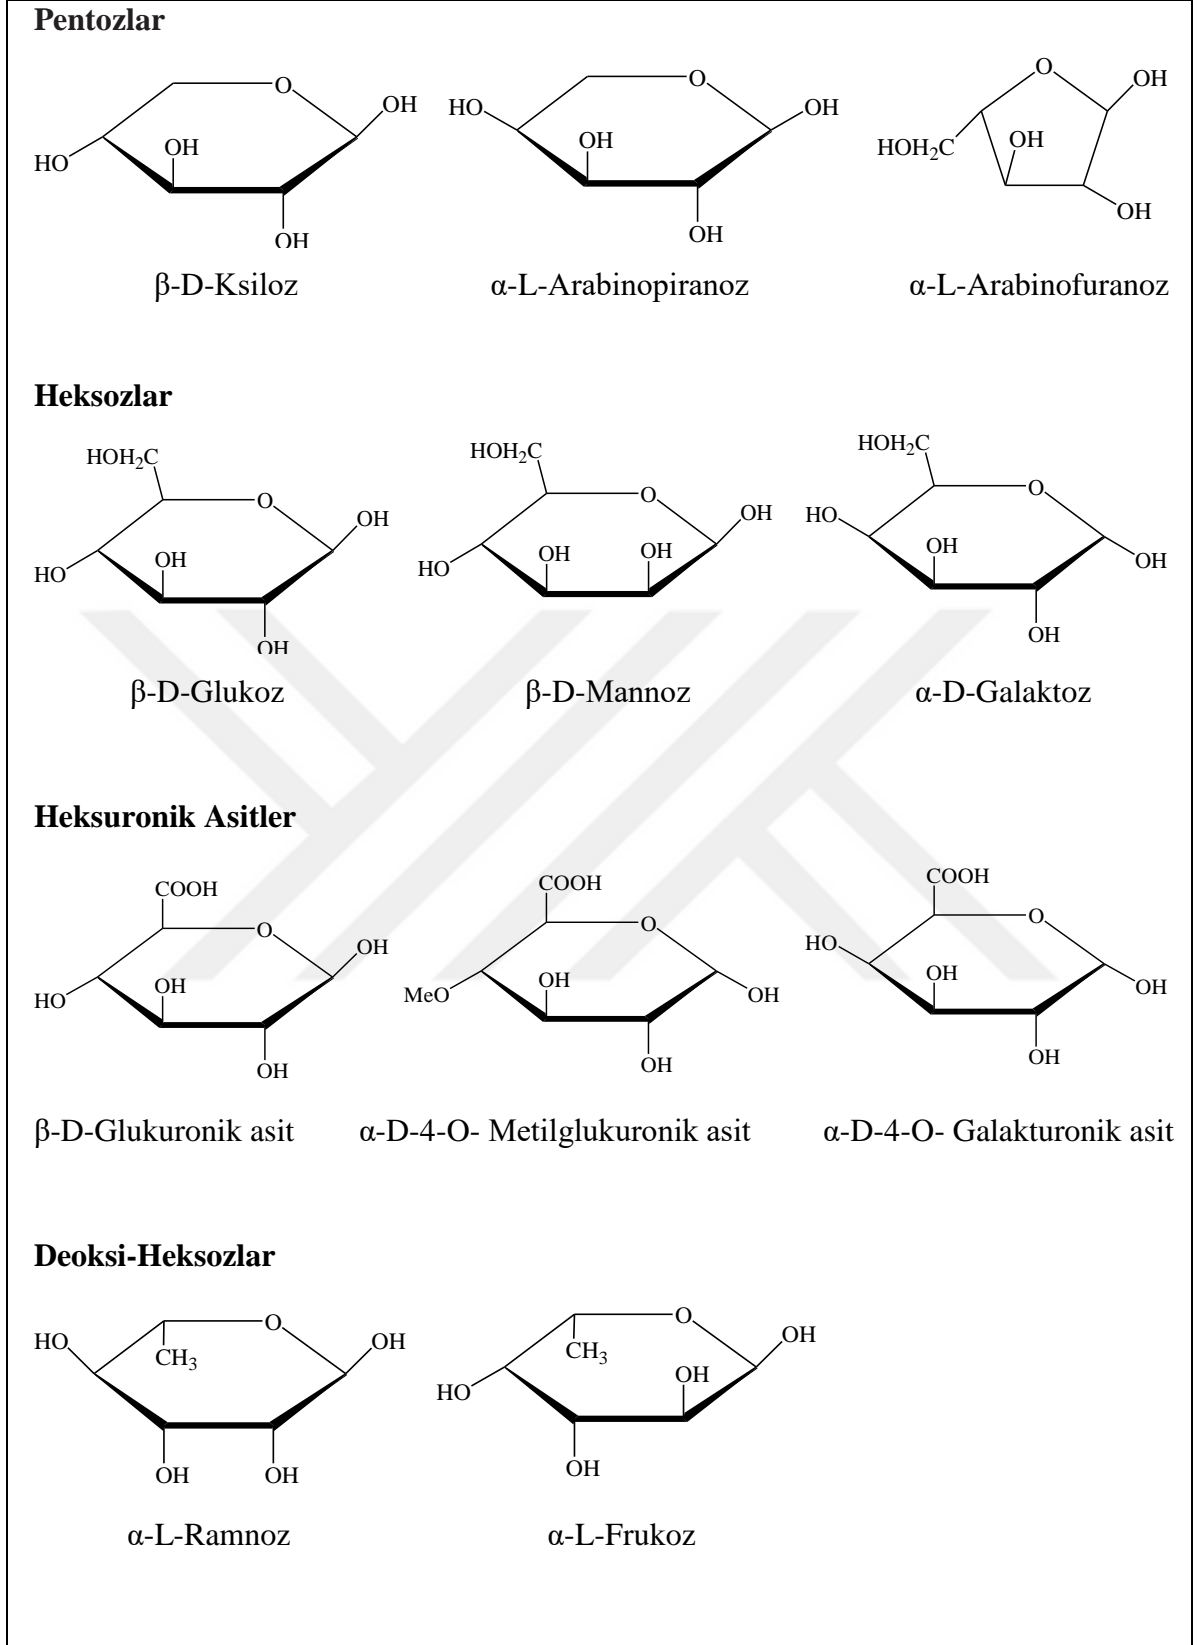 Pentozlar
O OH HO OH OH
O HO OH OH OH
O OH HOH2C OH OH
β-D-Ksiloz α-L-Arabinopiranoz α-L-Arabinofuranoz
Heksozlar
HOH2C O OH HO OH OH
HOH2C O OH HO OH OH
HOH2C O HO OH OH OH
β-D-Glukoz β-D-Mannoz α-D-Galaktoz
Heksuronik Asitler
COOH O OH HO OH OH
COOH O MeO OH OH OH
COOH O HO OH OH OH
β-D-Glukuronik asit α-D-4-O- Metilglukuronik asit α-D-4-O- Galakturonik asit
Deoksi-Heksozlar
HO O OH CH3 OH OH
O OH CH3 HO OH OH
α-L-Ramnoz α-L-Frukoz